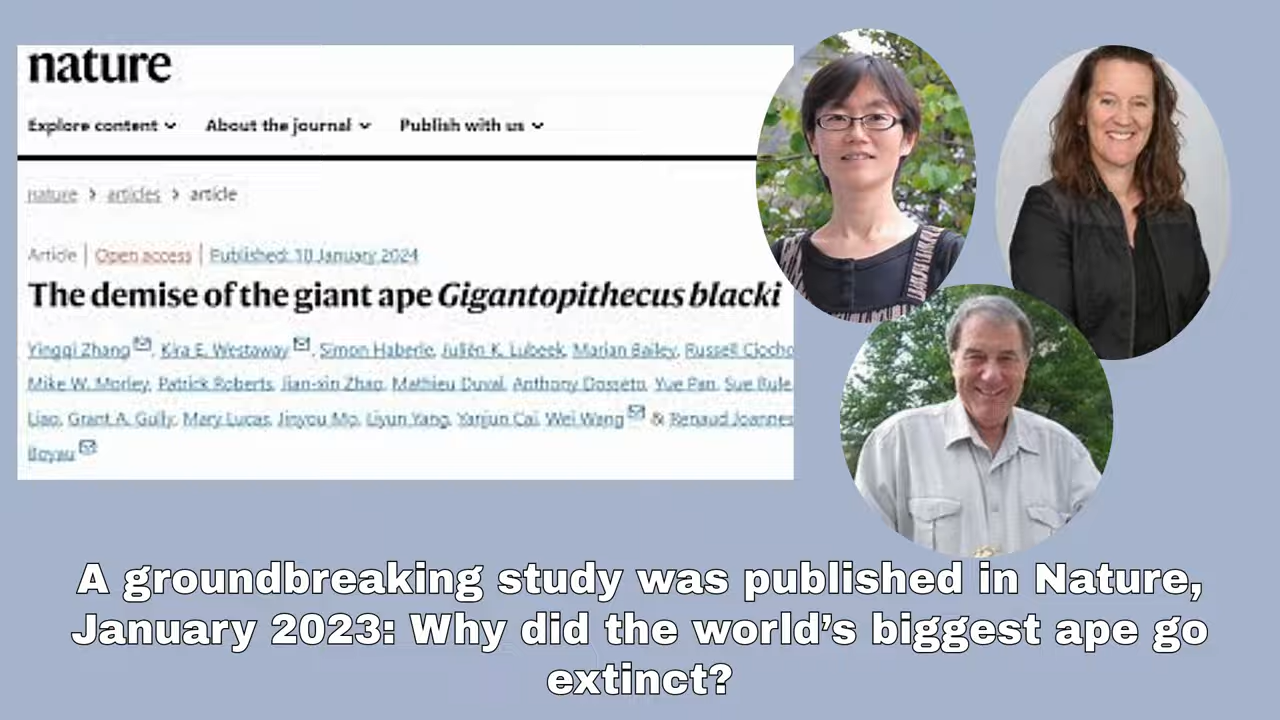 nature
Explore content About the journal Publish with us
nature > articles > article
Article | Open access | Published: 10 January 2024
The demise of the giant ape Gigantopithecus blacki
Yingqi Zhang, Kira E. Westaway, Simon Haberle, Juliën K. Lubeek, Marian Bailey, Russell Ciocho
Mike W. Morley, Patrick Roberts, Jian-xin Zhao, Mathieu Duval, Anthony Dosseto, Yue Pan, Sue Rule
Liao, Grant A. Gully, Mary Lucas, Jinyou Mo, Liyun Yang, Yanjun Cai, Wei Wang & Renaud Joannes
Boyau
A groundbreaking study was published in Nature,
January 2023: Why did the world's biggest ape go
extinct?